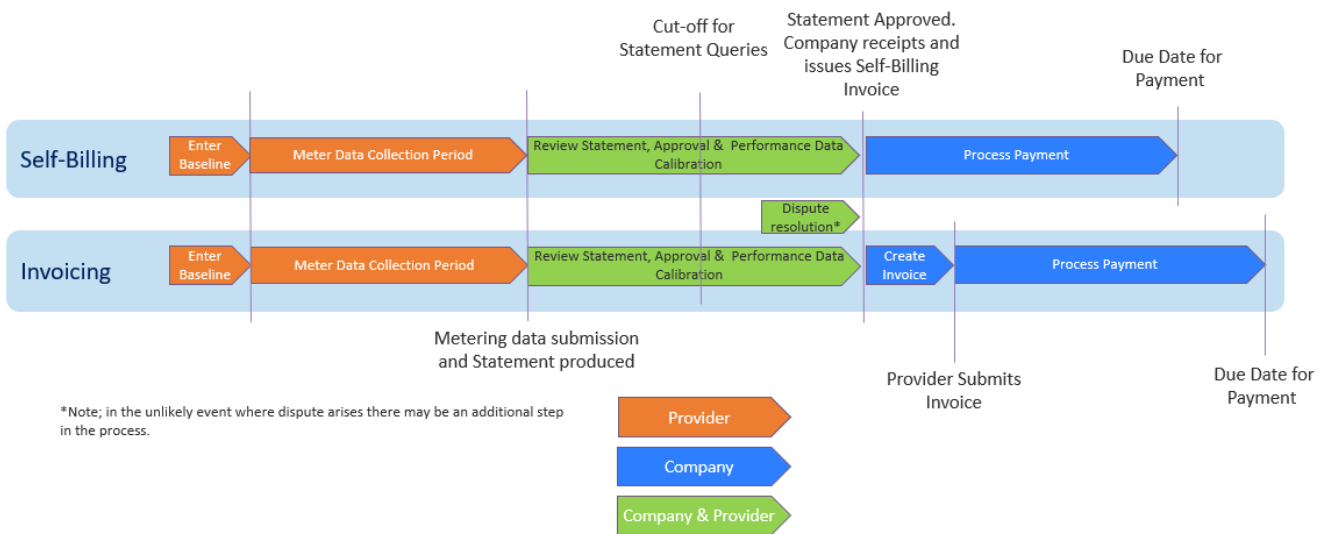 Cut-off for
Statement Queries
Statement Approved.
Company receipts and
issues Self-Billing
Invoice
Due Date for
Payment
Self-Billing
Enter
Baseline
Meter Data Collection Period
Review Statement, Approval & Performance Data
Calibration
Process Payment
Dispute
resolution*
Invoicing
Enter
Baseline
Meter Data Collection Period
Review Statement, Approval & Performance Data
Calibration
Create
Invoice
Process Payment
Metering data submission
and Statement produced
Provider Submits
Invoice
Due Date for
Payment
*Note; in the unlikely event where dispute arises there may be an additional step
in the process.
Provider
Company
Company & Provider